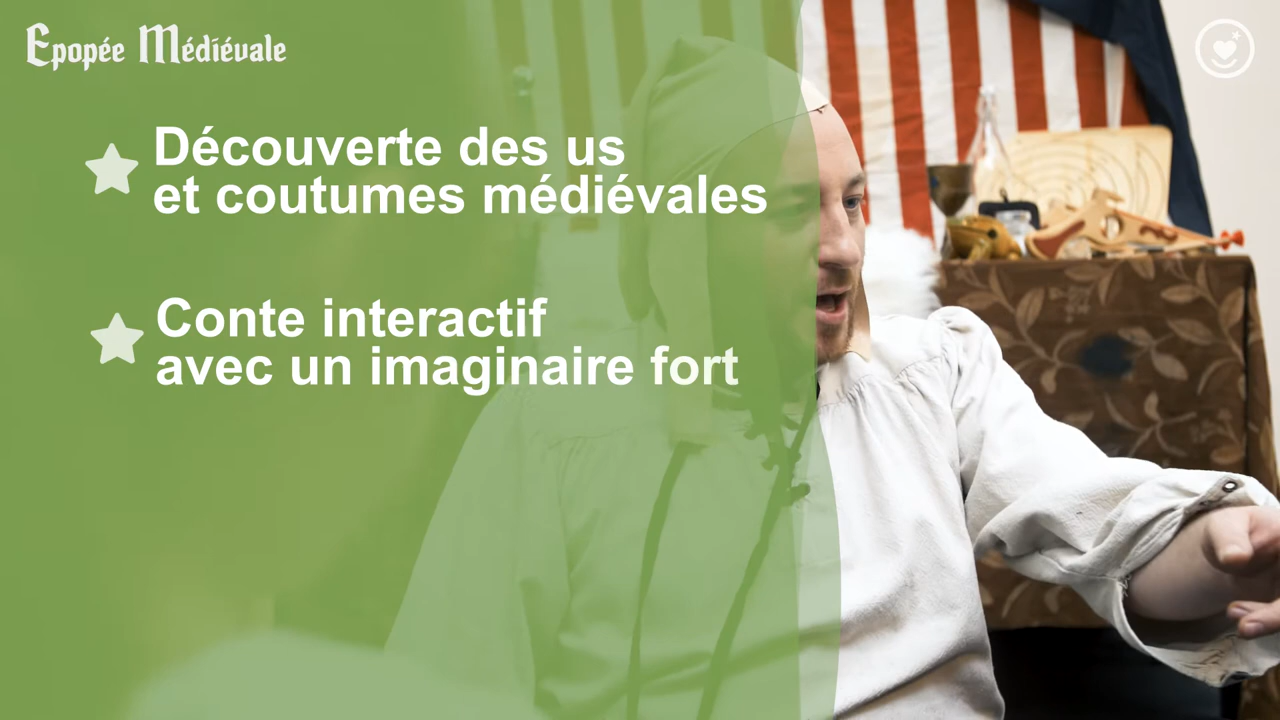 Epopée Médiévale
Découverte des us
et coutumes médiévales
Conte interactif
avec un imaginaire fort